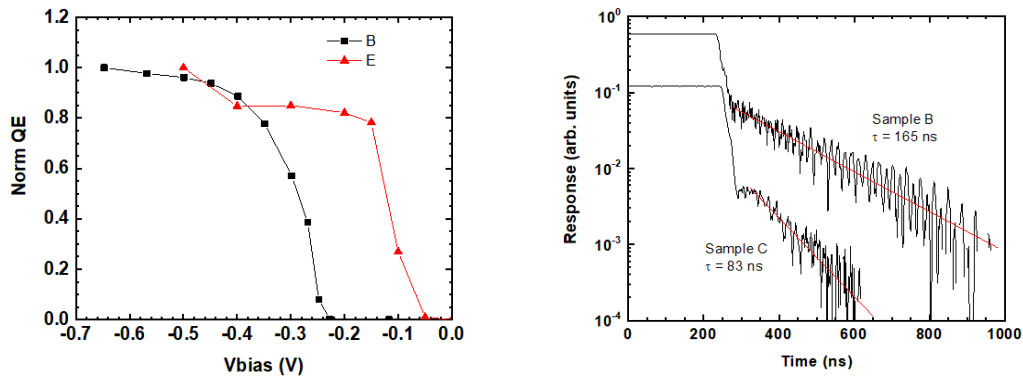 1.2
1.0
0.8
0.6
0.4
0.2
0.0
Norm QE
B
E
-0.7 -0.6 -0.5 -0.4 -0.3 -0.2 -0.1 0.0
Vbias (V)
10⁰
10⁻¹
10⁻²
10⁻³
10⁻⁴
Response (arb. units)
Sample B
τ = 165 ns
Sample C
τ = 83 ns
0 200 400 600 800 1000
Time (ns)